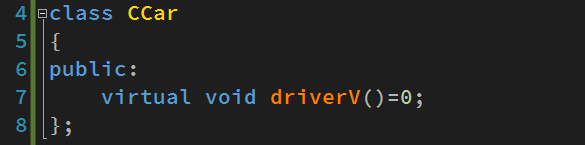 4 class CCar
5 {
6 public:
7     virtual void driverV()=0;
8 };